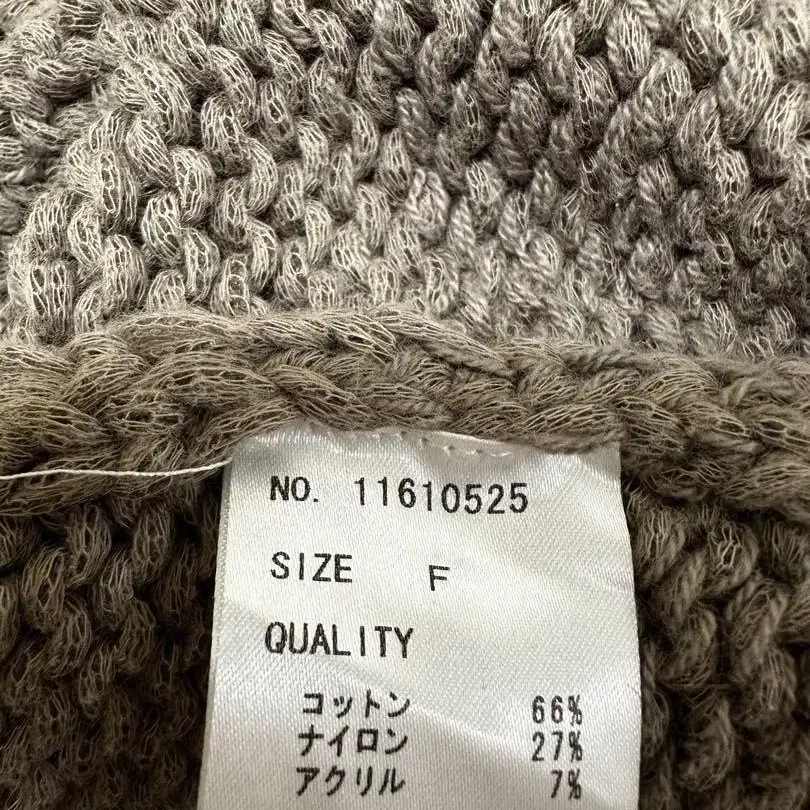 NO. 11610525
SIZE F
QUALITY
コットン 66%
ナイロン 27%
アクリル 7%